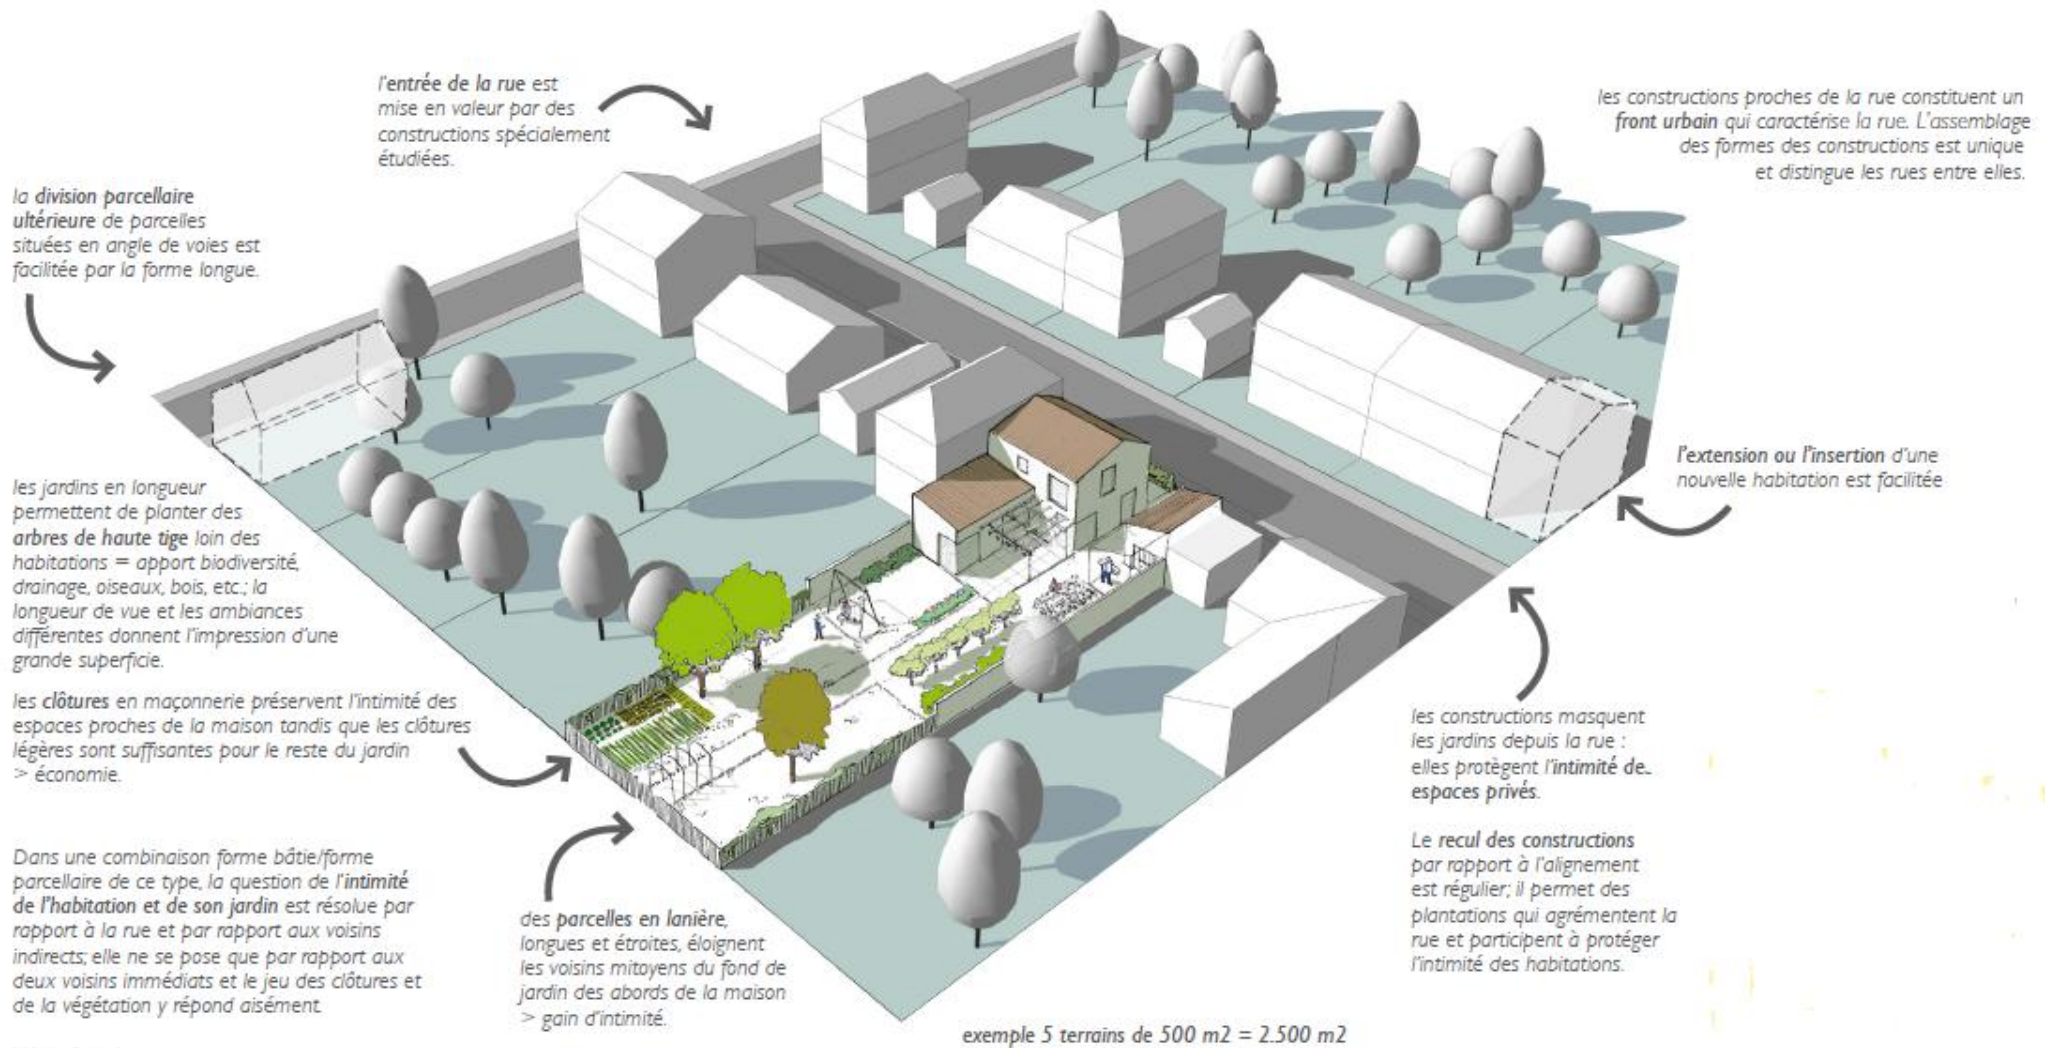 l'entrée de la rue est
mise en valeur par des
constructions spécialement
étudiées.
les constructions proches de la rue constituent un
front urbain qui caractérise la rue. L'assemblage
des formes des constructions est unique
et distingue les rues entre elles.
la division parcellaire
ultérieure de parcelles
situées en angle de voies est
facilitée par la forme longue.
l'extension ou l'insertion d'une
nouvelle habitation est facilitée
les jardins en longueur
permettent de planter des
arbres de haute tige loin des
habitations = apport biodiversité,
drainage, oiseaux, bois, etc.; la
longueur de vue et les ambiances
différentes donnent l'impression d'une
grande superficie.
les clôtures en maçonnerie préservent l'intimité des
espaces proches de la maison tandis que les clôtures
légères sont suffisantes pour le reste du jardin
> économie.
les constructions masquent
les jardins depuis la rue :
elles protègent l'intimité de
espaces privés.
Le recul des constructions
par rapport à l'alignement
est régulier; il permet des
plantations qui agrémentent la
rue et participent à protéger
l'intimité des habitations.
Dans une combinaison forme bâtie/forme
parcellaire de ce type, la question de l'intimité
de l'habitation et de son jardin est résolue par
rapport à la rue et par rapport aux voisins
indirects; elle ne se pose que par rapport aux
deux voisins immédiats et le jeu des clôtures et
de la végétation y répond aisément.
des parcelles en lanière,
longues et étroites, éloignent
les voisins mitoyens du fond de
jardin des abords de la maison
> gain d'intimité.
exemple 5 terrains de 500 m2 = 2.500 m2